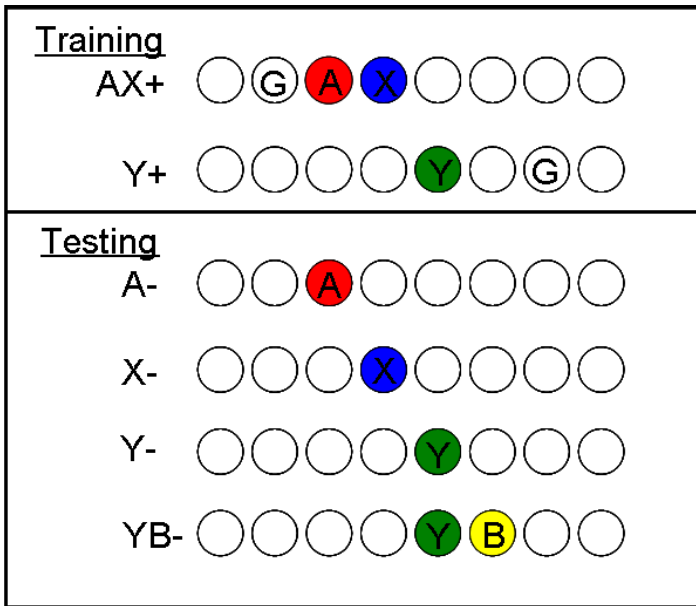 Training
AX+ G A X
Y+ Y G
Testing
A- A
X- X
Y- Y
YB- Y B